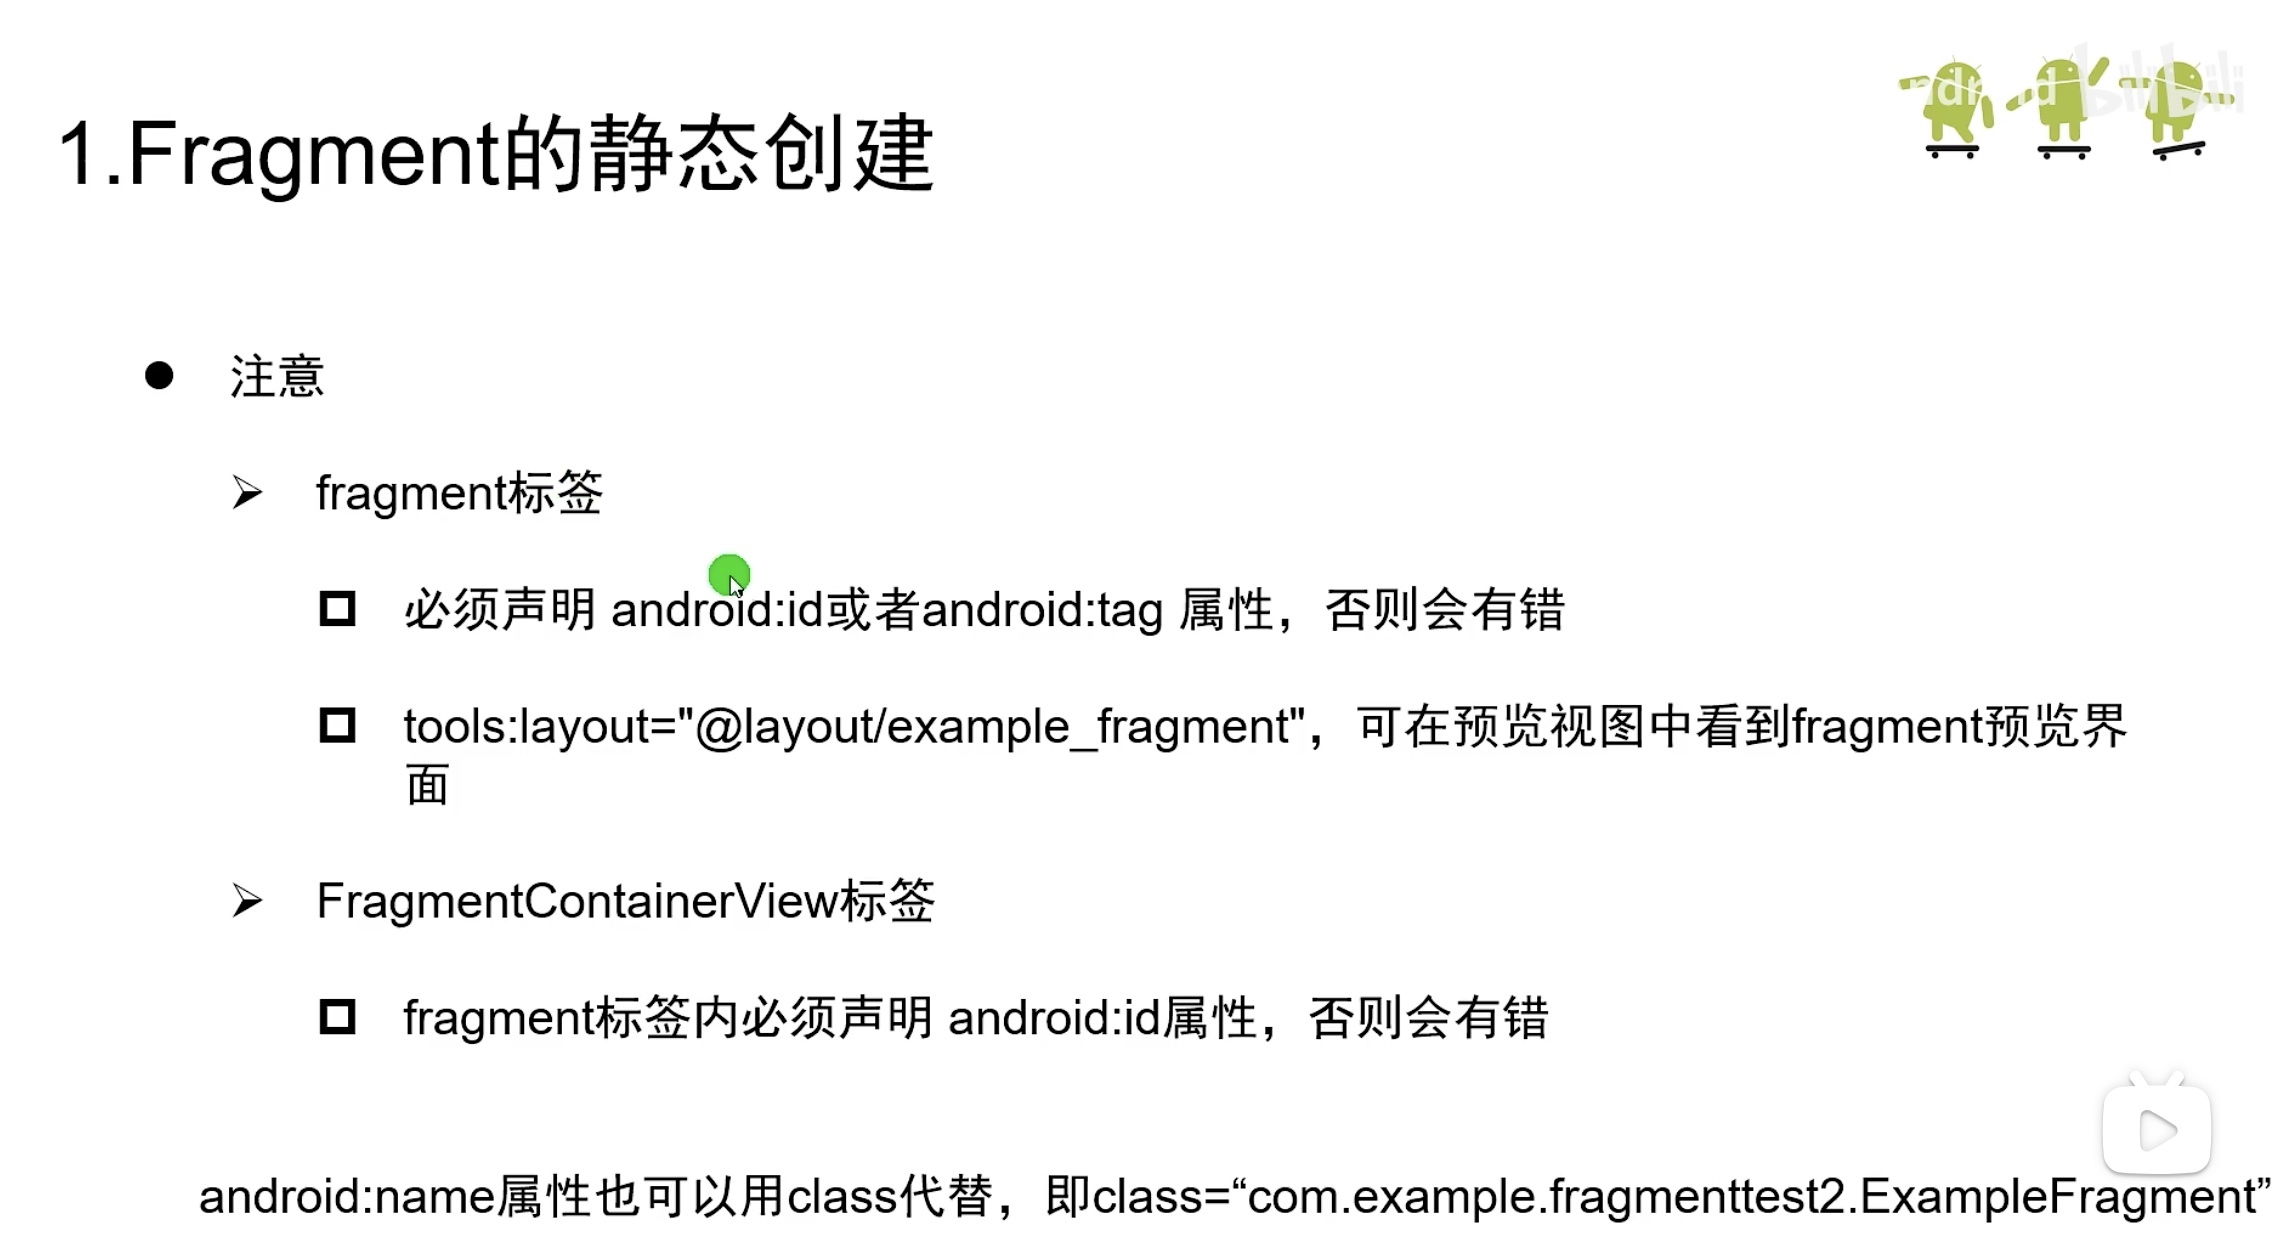 1.Fragment的静态创建
注意
fragment标签
必须声明 android:id或者android:tag 属性，否则会有错
tools:layout="@layout/example_fragment"，可在预览视图中看到fragment预览界
面
FragmentContainerView标签
fragment标签内必须声明 android:id属性，否则会有错
android:name属性也可以用class代替，即class=“com.example.fragmenttest2.ExampleFragment”
bilibili